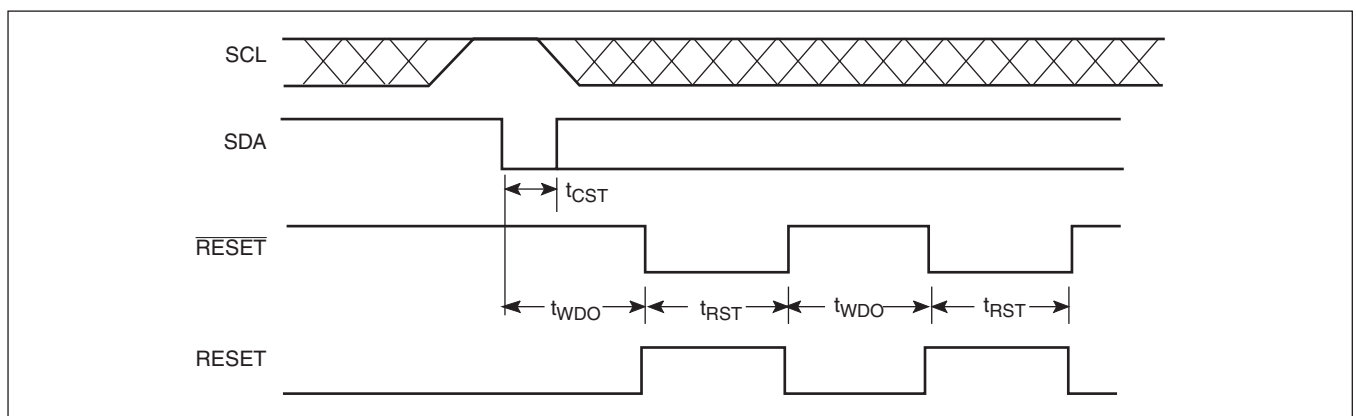 SCL
SDA
tCST
RESET
tWDO tRST tWDO tRST
RESET